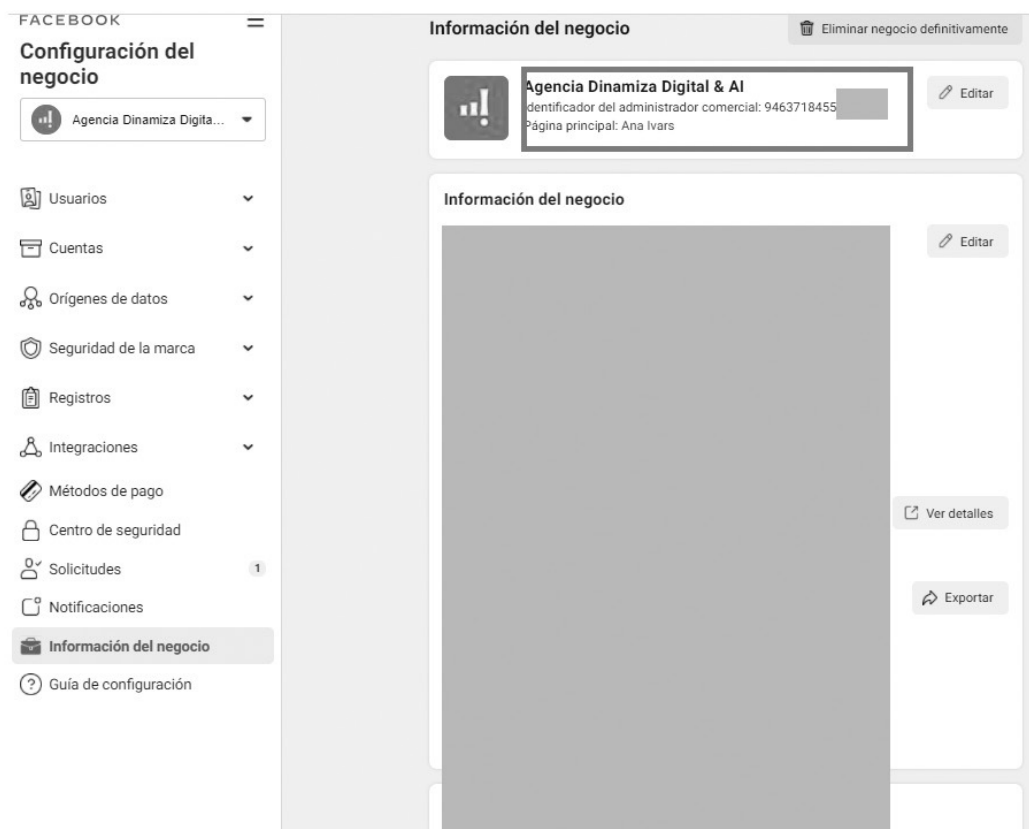 FACEBOOK
Configuración del
negocio
Agencia Dinamiza Digita...
Usuarios
Cuentas
Orígenes de datos
Seguridad de la marca
Registros
Integraciones
Métodos de pago
Centro de seguridad
Solicitudes 1
Notificaciones
Información del negocio
Guía de configuración
Información del negocio
Eliminar negocio definitivamente
Agencia Dinamiza Digital & AI
Identificador del administrador comercial: 9463718455
Página principal: Ana Ivars
Editar
Información del negocio
Editar
Ver detalles
Exportar